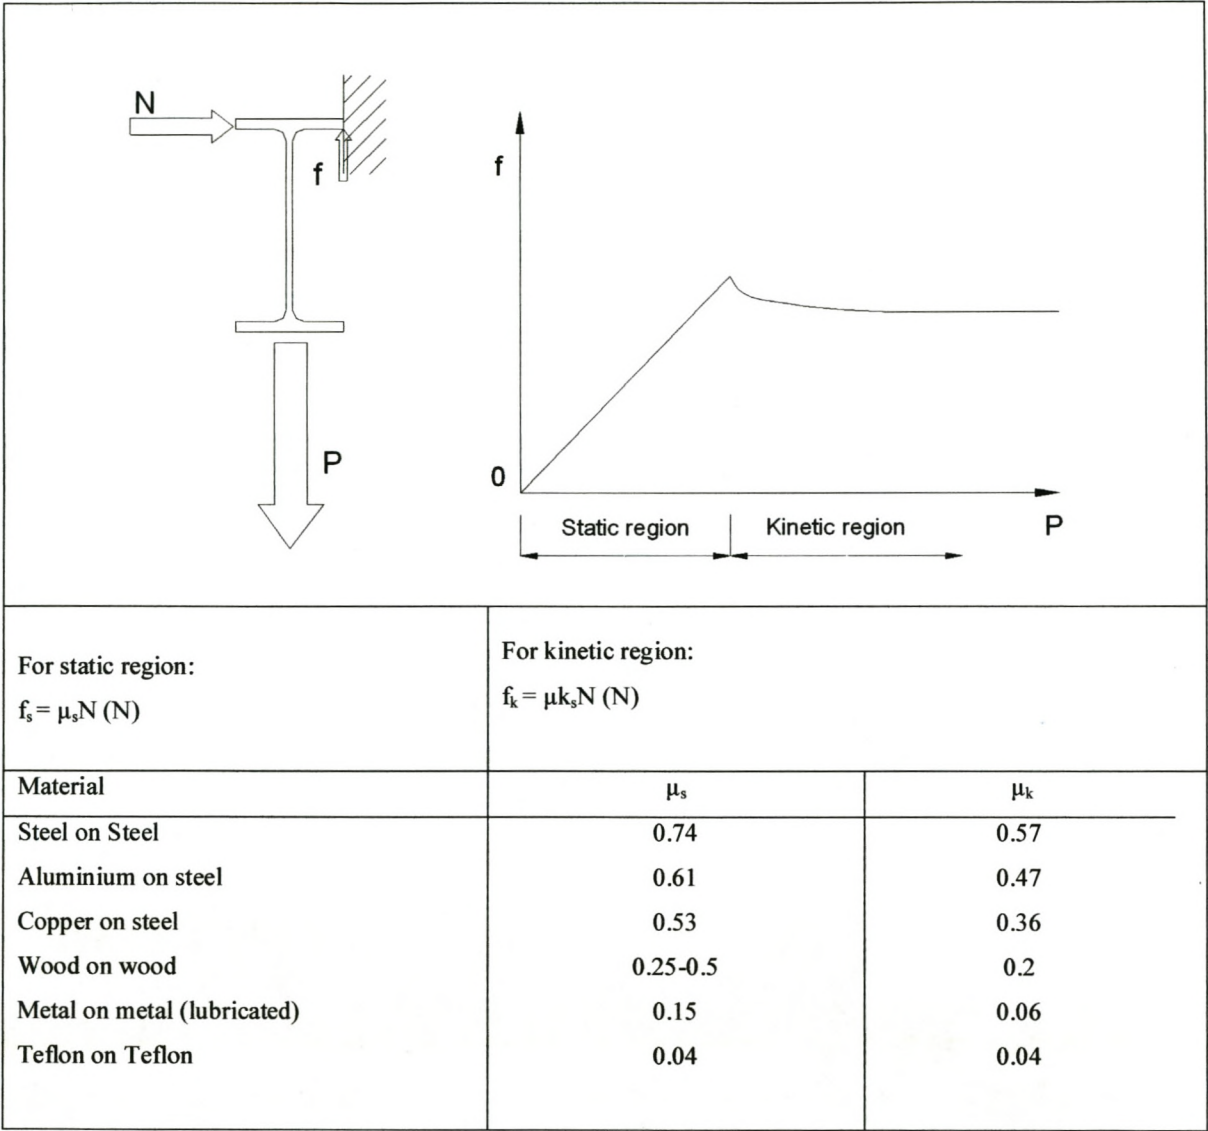 N
f
P
f
0
P
Static region
Kinetic region
For static region:
fₛ = μₛN (N)
For kinetic region:
fₖ = μkₛN (N)
Material μₛ μₖ
Steel on Steel 0.74 0.57
Aluminium on steel 0.61 0.47
Copper on steel 0.53 0.36
Wood on wood 0.25-0.5 0.2
Metal on metal (lubricated) 0.15 0.06
Teflon on Teflon 0.04 0.04